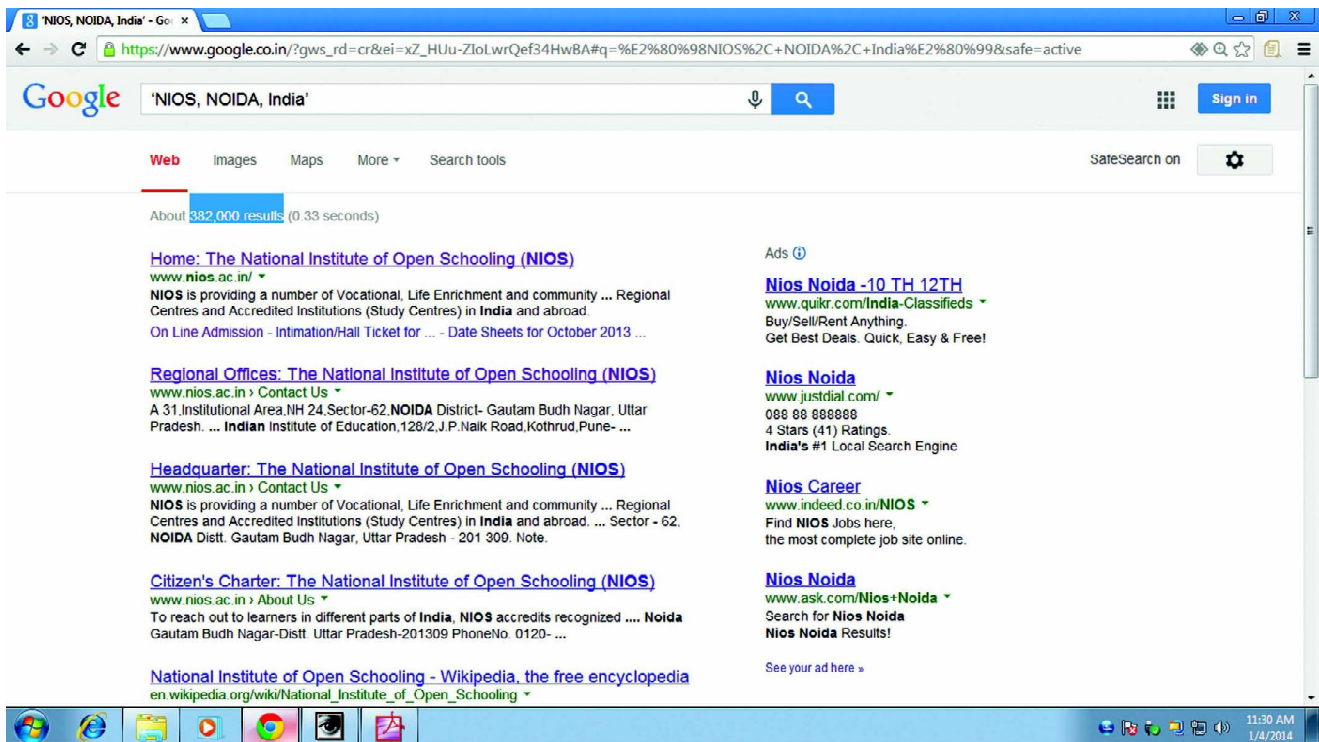 'NIOS, NOIDA, India' - Goo
https://www.google.co.in/?gws_rd=cr&ei=xZ_HUu-ZIoLwrQef34HwBA#q=%E2%80%98NIOS%2C+NOIDA%2C+India%E2%80%99&safe=active
Google
'NIOS, NOIDA, India'
Sign in
Web Images Maps More Search tools
SafeSearch on
About 382,000 results (0.33 seconds)
Home: The National Institute of Open Schooling (NIOS)
www.nios.ac.in/
NIOS is providing a number of Vocational, Life Enrichment and community ... Regional
Centres and Accredited Institutions (Study Centres) in India and abroad.
On Line Admission - Intimation/Hall Ticket for ... - Date Sheets for October 2013 ...
Regional Offices: The National Institute of Open Schooling (NIOS)
www.nios.ac.in › Contact Us
A 31,Institutional Area,NH 24,Sector-62,NOIDA District- Gautam Budh Nagar, Uttar
Pradesh. ... Indian Institute of Education,128/2,J.P.Naik Road,Kothrud,Pune- ...
Headquarter: The National Institute of Open Schooling (NIOS)
www.nios.ac.in › Contact Us
NIOS is providing a number of Vocational, Life Enrichment and community ... Regional
Centres and Accredited Institutions (Study Centres) in India and abroad. ... Sector - 62,
NOIDA Distt. Gautam Budh Nagar, Uttar Pradesh - 201 309. Note.
Citizen's Charter: The National Institute of Open Schooling (NIOS)
www.nios.ac.in › About Us
To reach out to learners in different parts of India, NIOS accredits recognized .... Noida
Gautam Budh Nagar-Distt. Uttar Pradesh-201309 PhoneNo. 0120- ...
National Institute of Open Schooling - Wikipedia, the free encyclopedia
en.wikipedia.org/wiki/National_Institute_of_Open_Schooling
Ads
Nios Noida -10 TH 12TH
www.quikr.com/India-Classifieds
Buy/Sell/Rent Anything.
Get Best Deals. Quick, Easy & Free!
Nios Noida
www.justdial.com/
088 88 888888
4 Stars (41) Ratings.
India's #1 Local Search Engine
Nios Career
www.indeed.co.in/NIOS
Find NIOS Jobs here,
the most complete job site online.
Nios Noida
www.ask.com/Nios+Noida
Search for Nios Noida
Nios Noida Results!
See your ad here »
11:30 AM
1/4/2014